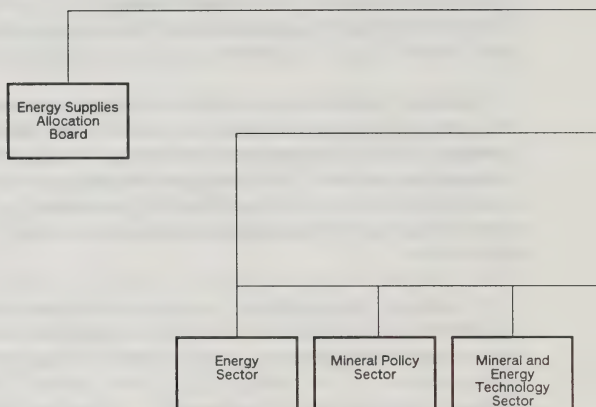 Energy Supplies
Allocation
Board
Energy
Sector
Mineral Policy
Sector
Mineral and
Energy
Technology
Sector